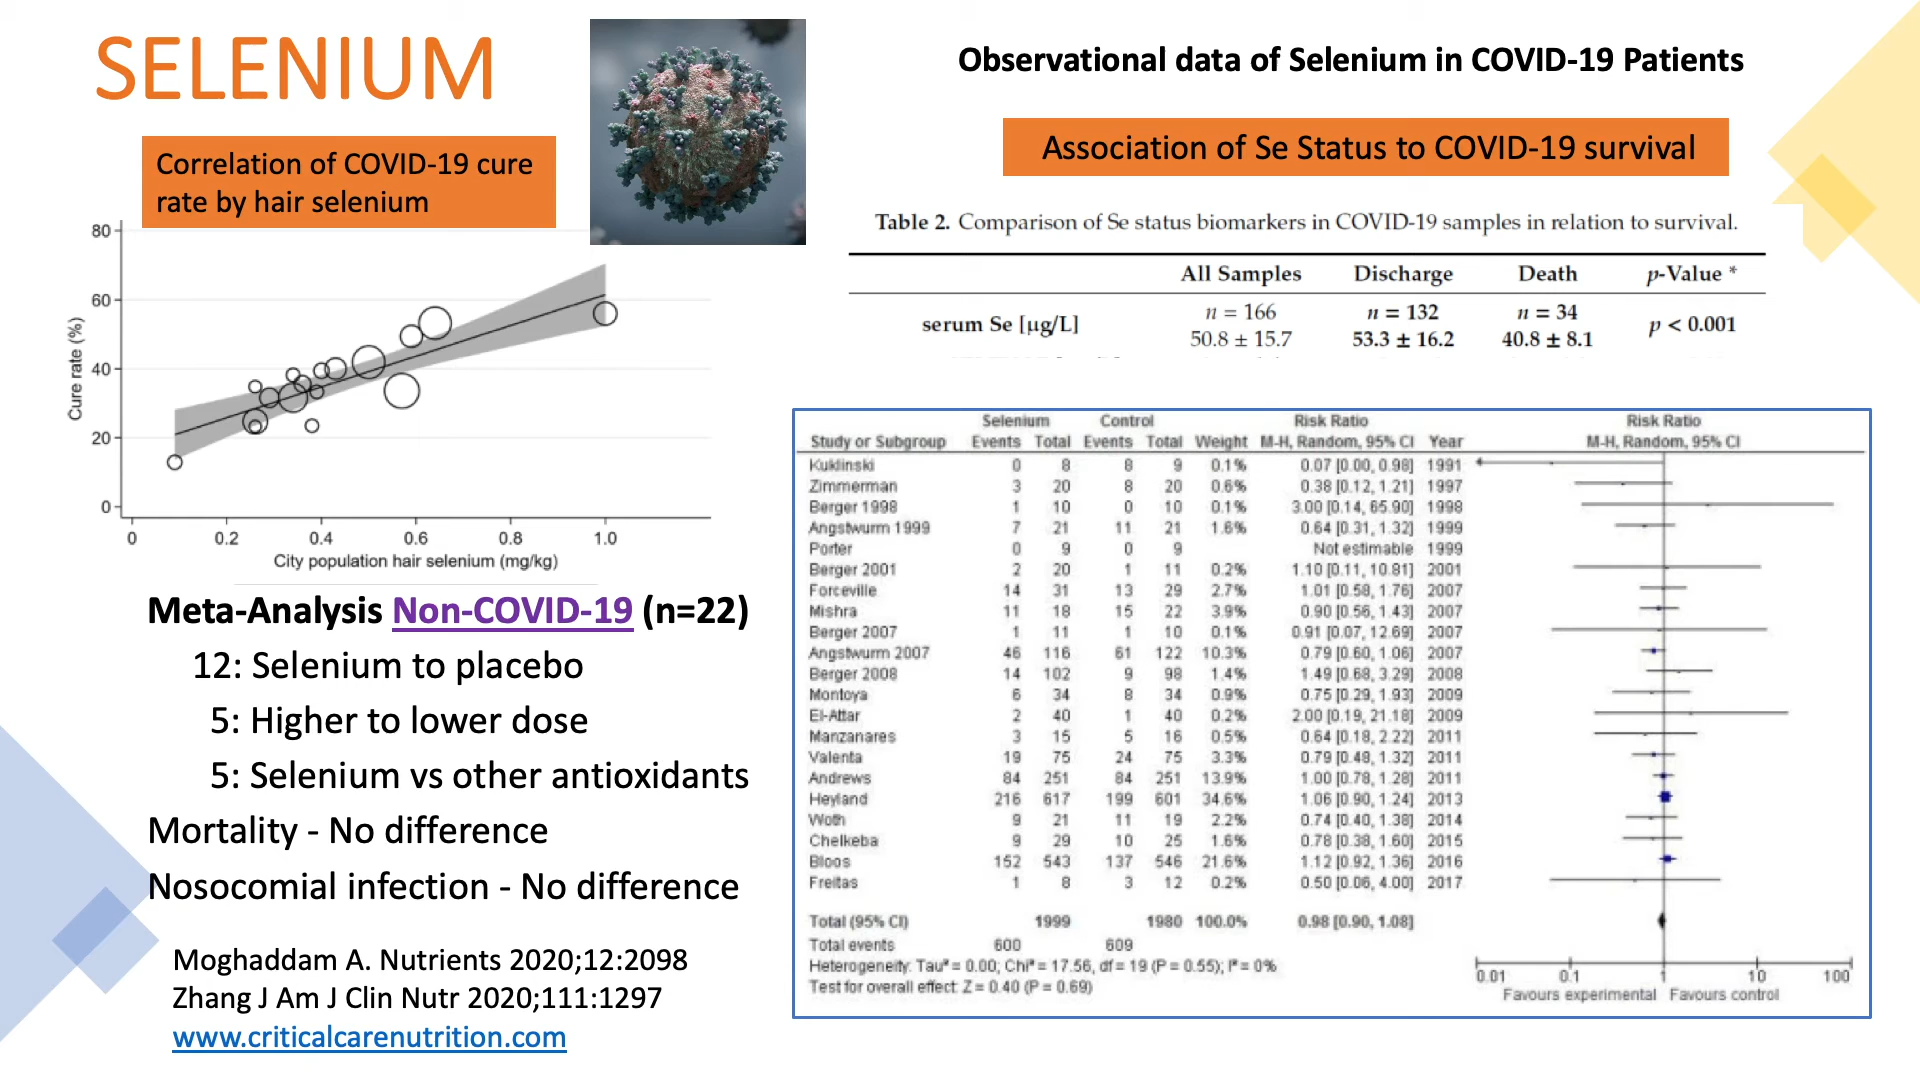 SELENIUM
Correlation of COVID-19 cure
rate by hair selenium
80
60
40
20
0
Cure rate (%)
0 0.2 0.4 0.6 0.8 1.0
City population hair selenium (mg/kg)
Meta-Analysis Non-COVID-19 (n=22)
12: Selenium to placebo
5: Higher to lower dose
5: Selenium vs other antioxidants
Mortality - No difference
Nosocomial infection - No difference
Moghaddam A. Nutrients 2020;12:2098
Zhang J Am J Clin Nutr 2020;111:1297
www.criticalcarenutrition.com
Observational data of Selenium in COVID-19 Patients
Association of Se Status to COVID-19 survival
Table 2. Comparison of Se status biomarkers in COVID-19 samples in relation to survival.
All Samples Discharge Death p-Value *
n = 166 n = 132 n = 34
serum Se [µg/L] 50.8 ± 15.7 53.3 ± 16.2 40.8 ± 8.1 p < 0.001
Selenium Control Risk Ratio Risk Ratio
Study or Subgroup Events Total Events Total Weight M-H, Random, 95% CI Year M-H, Random, 95% CI
Kuklinski 0 8 8 9 0.1% 0.07 [0.00, 0.98] 1991
Zimmerman 3 20 8 20 0.6% 0.38 [0.12, 1.21] 1997
Berger 1998 1 10 0 10 0.1% 3.00 [0.14, 65.90] 1998
Angstwurm 1999 7 21 11 21 1.6% 0.64 [0.31, 1.32] 1999
Porter 0 9 0 9 Not estimable 1999
Berger 2001 2 20 1 11 0.2% 1.10 [0.11, 10.81] 2001
Forceville 14 31 13 29 2.7% 1.01 [0.58, 1.76] 2007
Mishra 11 18 15 22 3.9% 0.90 [0.56, 1.43] 2007
Berger 2007 1 11 1 10 0.1% 0.91 [0.07, 12.69] 2007
Angstwurm 2007 46 116 61 122 10.3% 0.79 [0.60, 1.06] 2007
Berger 2008 14 102 9 98 1.4% 1.49 [0.68, 3.29] 2008
Montoya 6 34 8 34 0.9% 0.75 [0.29, 1.93] 2009
El-Attar 2 40 1 40 0.2% 2.00 [0.19, 21.18] 2009
Manzanares 3 15 5 16 0.5% 0.64 [0.18, 2.22] 2011
Valenta 19 75 24 75 3.3% 0.79 [0.48, 1.32] 2011
Andrews 84 251 84 251 13.9% 1.00 [0.78, 1.28] 2011
Heyland 216 617 199 601 34.6% 1.06 [0.90, 1.24] 2013
Woth 9 21 11 19 2.2% 0.74 [0.40, 1.38] 2014
Chelkeba 9 29 10 25 1.6% 0.78 [0.38, 1.60] 2015
Bloos 152 543 137 546 21.6% 1.12 [0.92, 1.36] 2016
Freitas 1 8 3 12 0.2% 0.50 [0.06, 4.00] 2017
Total (95% CI) 1999 1980 100.0% 0.98 [0.90, 1.08]
Total events 600 609
Heterogeneity: Tau² = 0.00; Chi² = 17.56, df = 19 (P = 0.55); I² = 0%
Test for overall effect: Z = 0.40 (P = 0.69)
0.01 0.1 1 10 100
Favours experimental Favours control